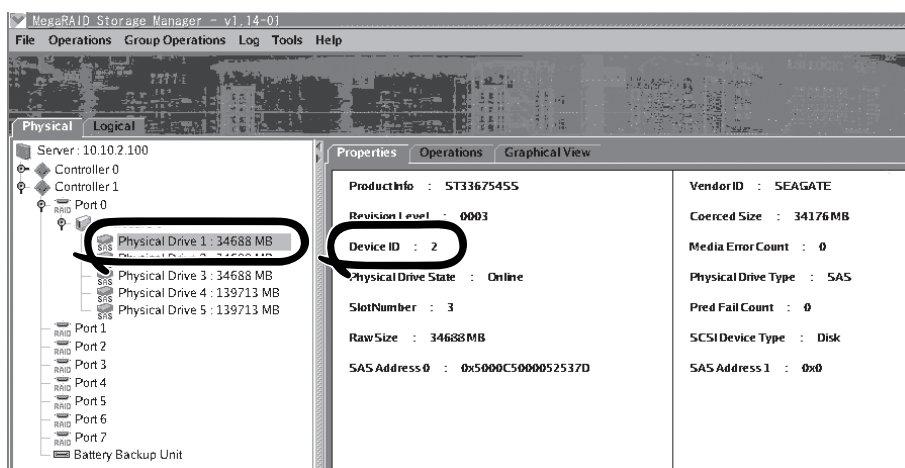 MegaRAID Storage Manager - v1.14-01
File Operations Group Operations Log Tools Help
Physical Logical
Server : 10.10.2.100
Controller 0
Controller 1
Port 0
Physical Drive 1 : 34688 MB
Physical Drive 3 : 34688 MB
Physical Drive 4 : 139713 MB
Physical Drive 5 : 139713 MB
Port 1
Port 2
Port 3
Port 4
Port 5
Port 6
Port 7
Battery Backup Unit
Properties Operations Graphical View
ProductInfo : ST336754SS
Revision Level : 0003
Device ID : 2
Physical Drive State : Online
SlotNumber : 3
Raw Size : 34688MB
SAS Address 0 : 0x5000C5000052537D
VendorID : SEAGATE
Coerced Size : 34176MB
Media Error Count : 0
Physical Drive Type : SAS
Pred Fail Count : 0
SCSI Device Type : Disk
SAS Address 1 : 0x0